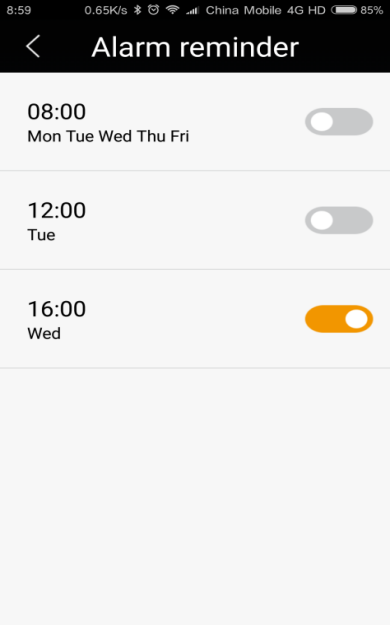 8:59 0.65K/s China Mobile 4G HD 85%
Alarm reminder
08:00
Mon Tue Wed Thu Fri
12:00
Tue
16:00
Wed